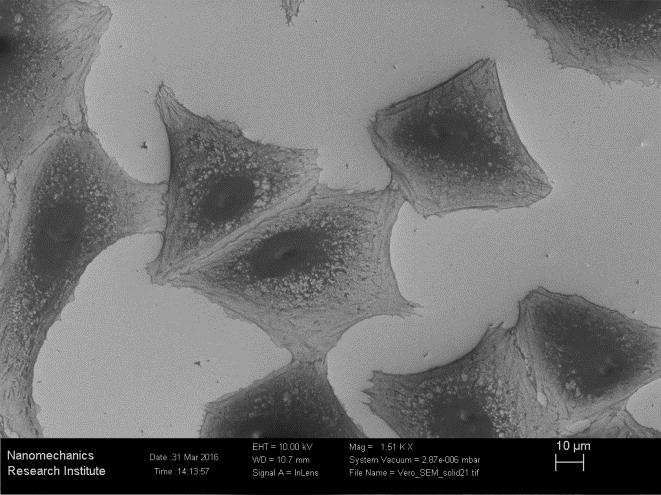 Nanomechanics
Research Institute
Date :31 Mar 2016
Time :14:13:57
EHT = 10.00 kV
WD = 10.7 mm
Signal A = InLens
Mag = 1.51 K X
System Vacuum = 2.87e-006 mbar
File Name = Vero_SEM_solid21.tif
10 µm